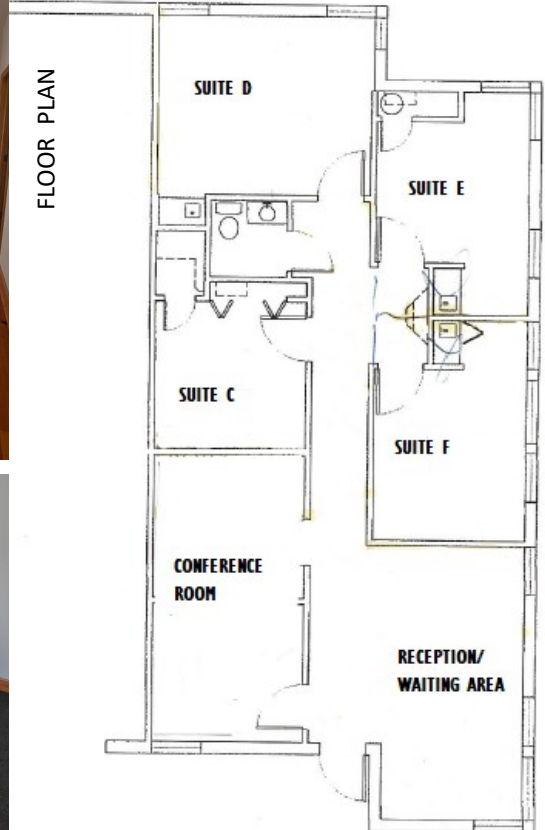 FLOOR PLAN
SUITE D
SUITE E
SUITE C
SUITE F
CONFERENCE
ROOM
RECEPTION/
WAITING AREA